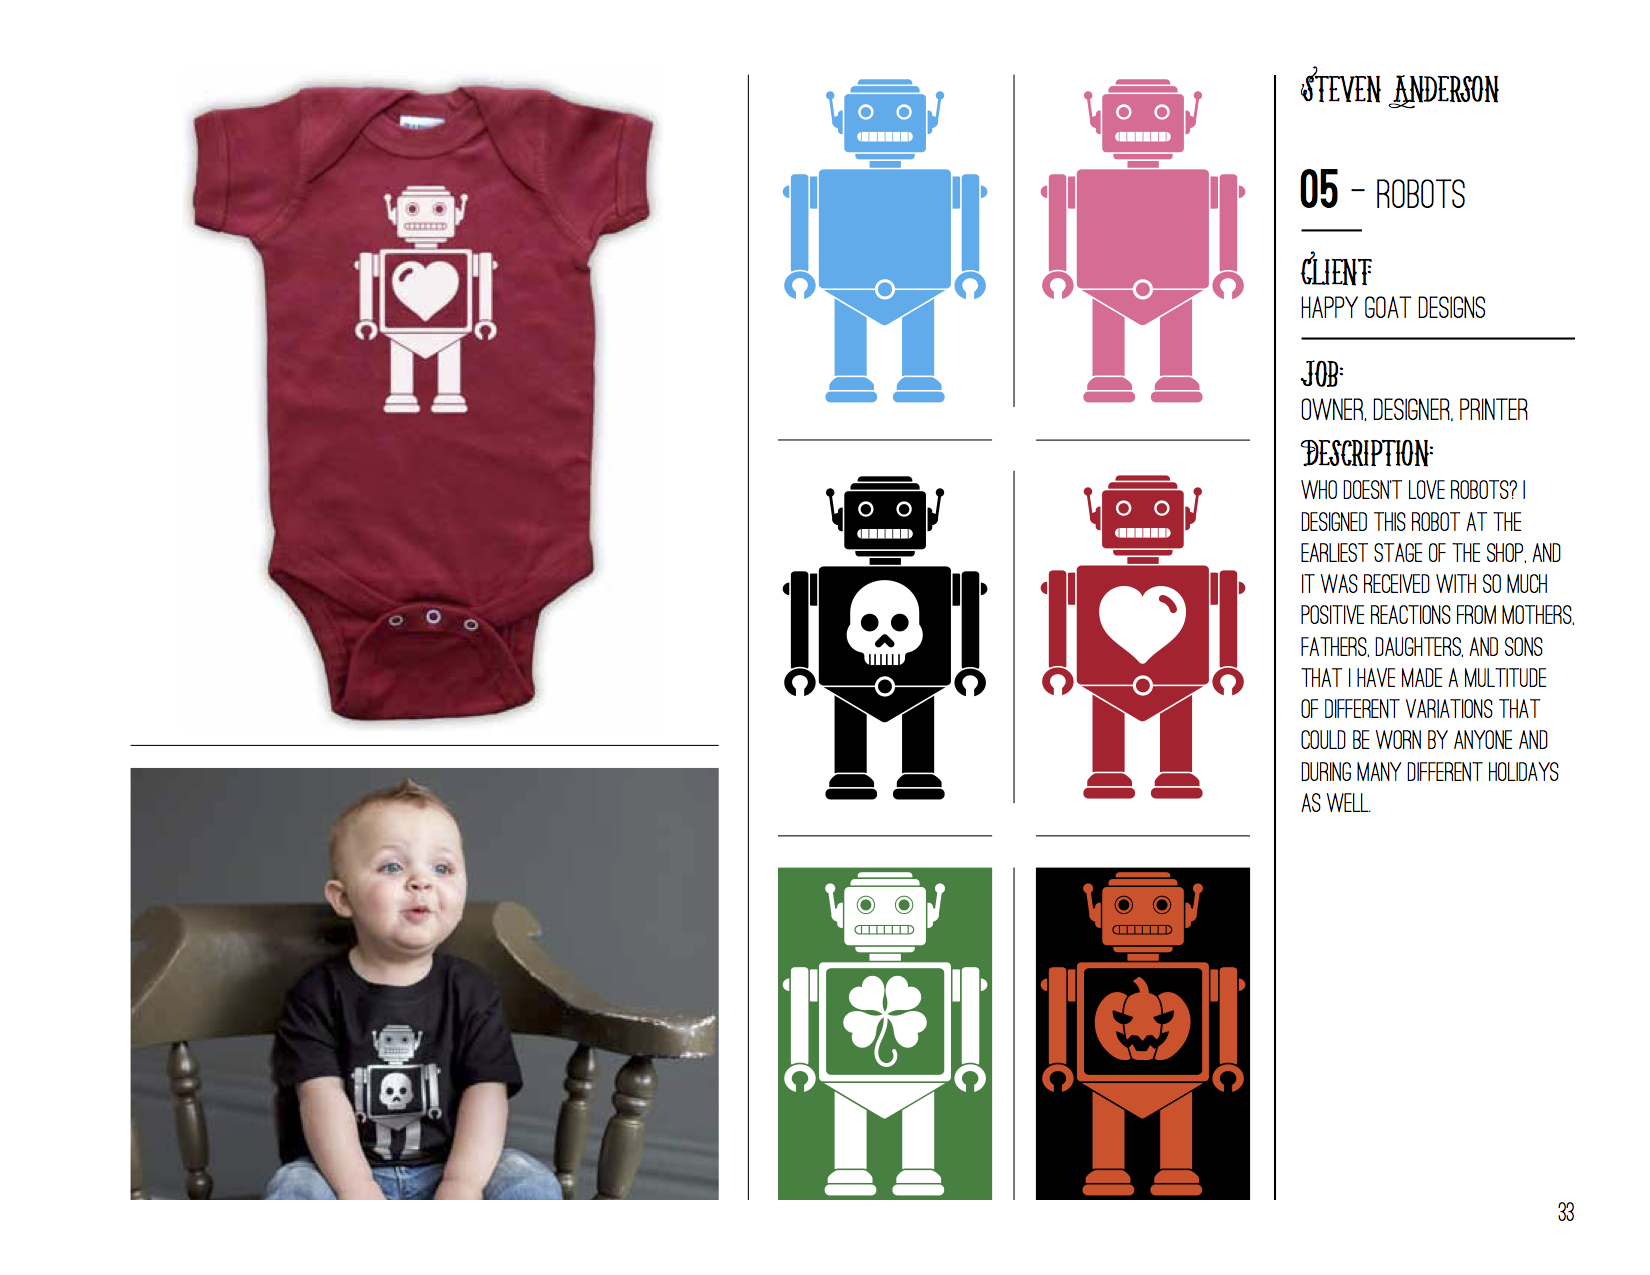 STEVEN ANDERSON
05 – ROBOTS
CLIENT
HAPPY GOAT DESIGNS
JOB:
OWNER, DESIGNER, PRINTER
DESCRIPTION:
WHO DOESN'T LOVE ROBOTS? I
DESIGNED THIS ROBOT AT THE
EARLIEST STAGE OF THE SHOP, AND
IT WAS RECEIVED WITH SO MUCH
POSITIVE REACTIONS FROM MOTHERS,
FATHERS, DAUGHTERS, AND SONS
THAT I HAVE MADE A MULTITUDE
OF DIFFERENT VARIATIONS THAT
COULD BE WORN BY ANYONE AND
DURING MANY DIFFERENT HOLIDAYS
AS WELL.
33